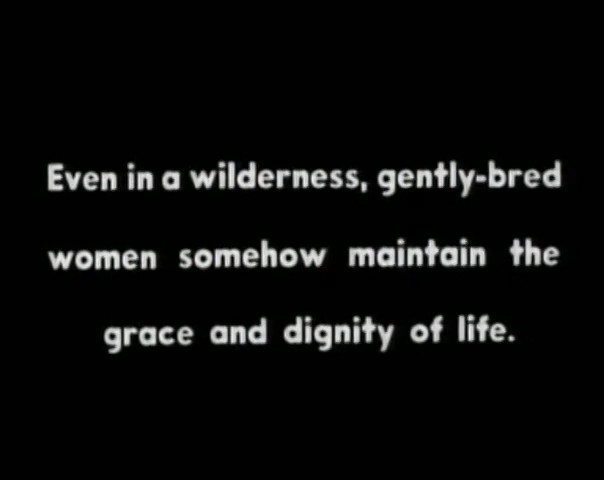 Even in a wilderness, gently-bred
women somehow maintain the
grace and dignity of life.